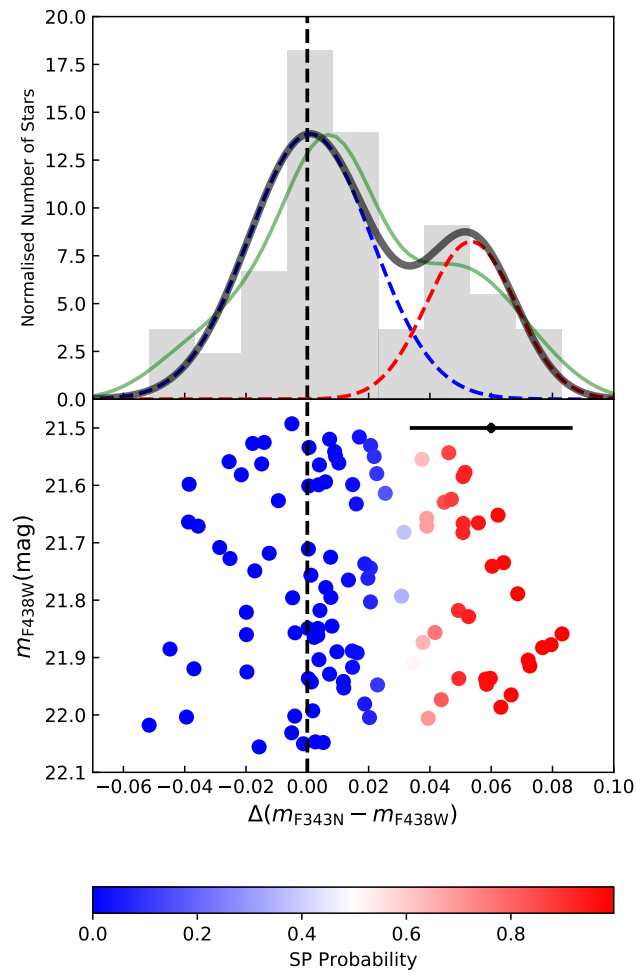 20.0
17.5
15.0
12.5
10.0
7.5
5.0
2.5
0.0
Normalised Number of Stars
21.5
21.6
21.7
21.8
21.9
22.0
22.1
m_F438W(mag)
−0.06 −0.04 −0.02 0.00 0.02 0.04 0.06 0.08 0.10
Δ(m_F343N − m_F438W)
0.0 0.2 0.4 0.6 0.8
SP Probability